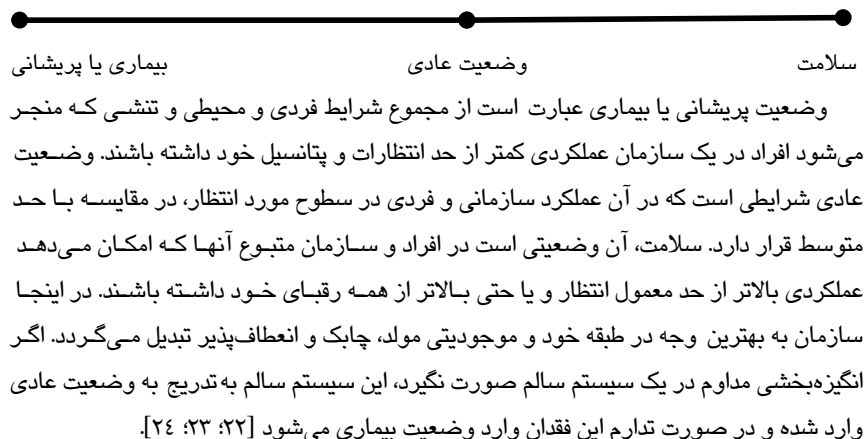 سلامت وضعیت عادی بیماری یا پریشانی
وضعیت پریشانی یا بیماری عبارت است از مجموع شرایط فردی و محیطی و تنشی که منجر
می‌شود افراد در یک سازمان عملکردی کمتر از حد انتظارات و پتانسیل خود داشته باشند. وضعیت
عادی شرایطی است که در آن عملکرد سازمانی و فردی در سطوح مورد انتظار، در مقایسه با حد
متوسط قرار دارد. سلامت، آن وضعیتی است در افراد و سازمان متبوع آنها که امکان می‌دهد
عملکردی بالاتر از حد معمول انتظار و یا حتی بالاتر از همه رقبای خود داشته باشند. در اینجا
سازمان به بهترین وجه در طبقه خود و موجودیتی مولد، چابک و انعطاف‌پذیر تبدیل می‌گردد. اگر
انگیزه‌بخشی مداوم در یک سیستم سالم صورت نگیرد، این سیستم سالم به تدریج به وضعیت عادی
وارد شده و در صورت تدارم این فقدان وارد وضعیت بیماری می‌شود [۲۲؛ ۲۳؛ ۲٤].